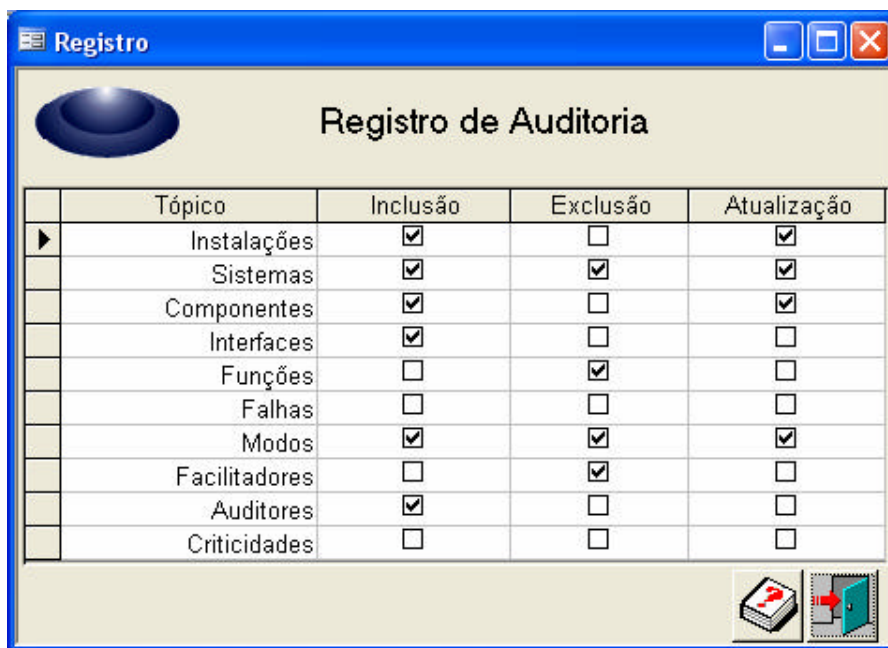 Registro
Registro de Auditoria
Tópico Inclusão Exclusão Atualização
Instalações
Sistemas
Componentes
Interfaces
Funções
Falhas
Modos
Facilitadores
Auditores
Criticidades
?